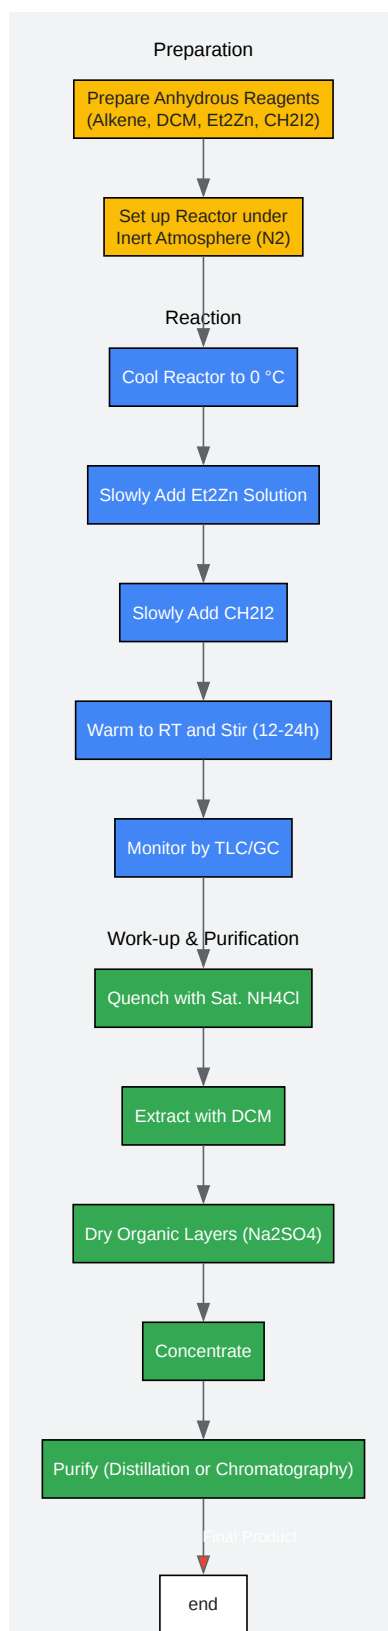 Preparation
Prepare Anhydrous Reagents
(Alkene, DCM, Et2Zn, CH2I2)
Set up Reactor under
Inert Atmosphere (N2)
Reaction
Cool Reactor to 0 °C
Slowly Add Et2Zn Solution
Slowly Add CH2I2
Warm to RT and Stir (12-24h)
Monitor by TLC/GC
Work-up & Purification
Quench with Sat. NH4Cl
Extract with DCM
Dry Organic Layers (Na2SO4)
Concentrate
Purify (Distillation or Chromatography)
Final Product
end